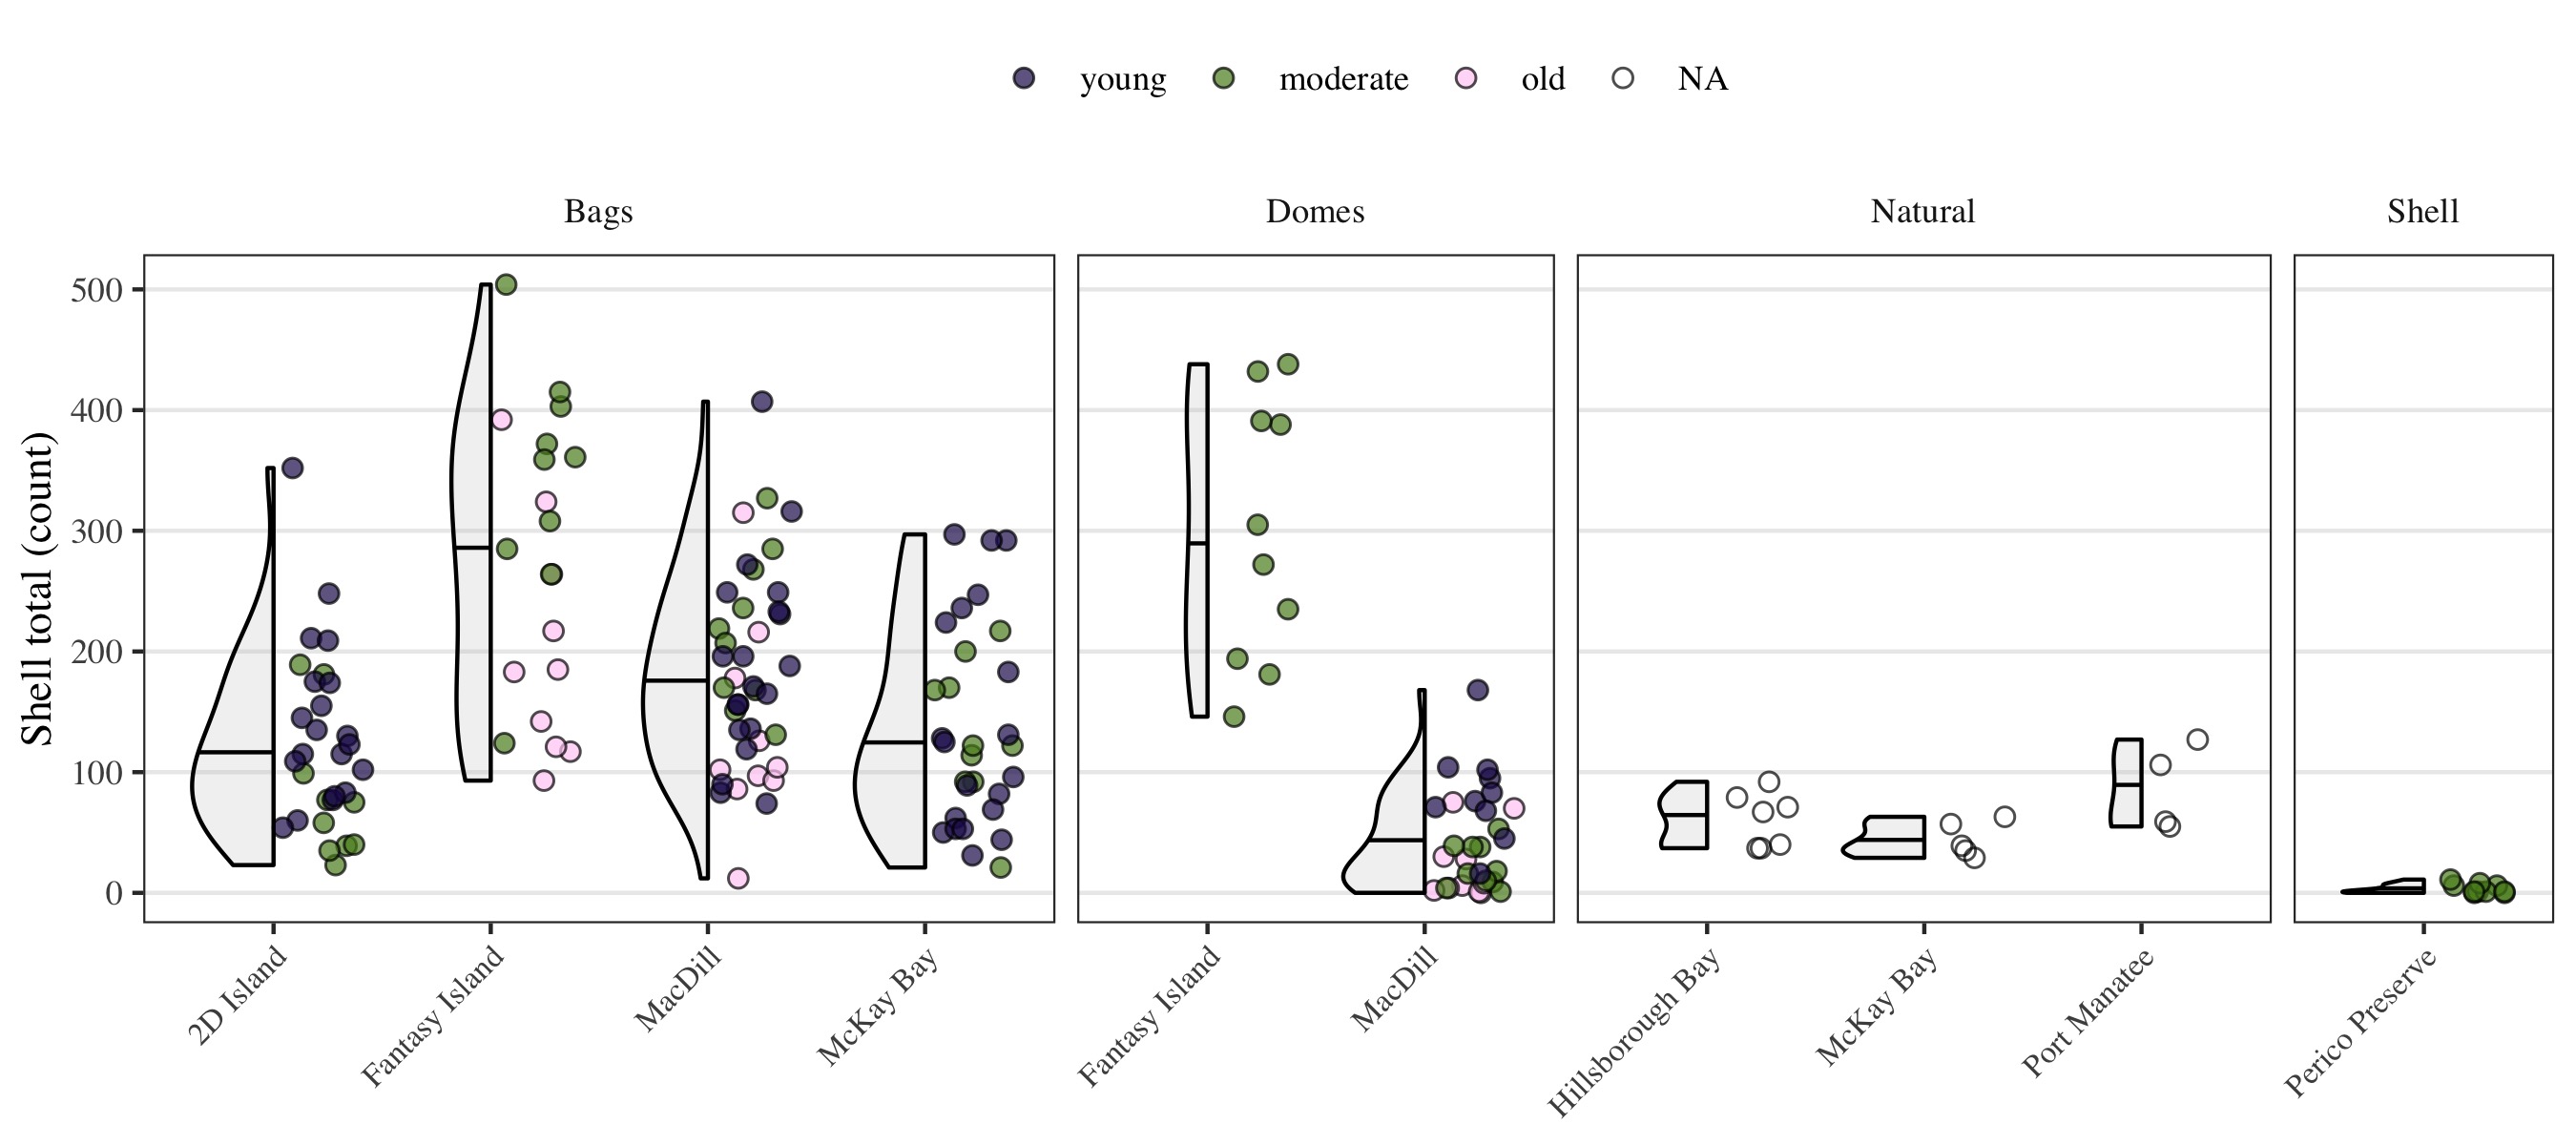 young moderate old NA
Bags Domes Natural Shell
Shell total (count)
500
400
300
200
100
0
2D Island
Fantasy Island
MacDill
McKay Bay
Fantasy Island
MacDill
Hillsborough Bay
McKay Bay
Port Manatee
Perico Preserve